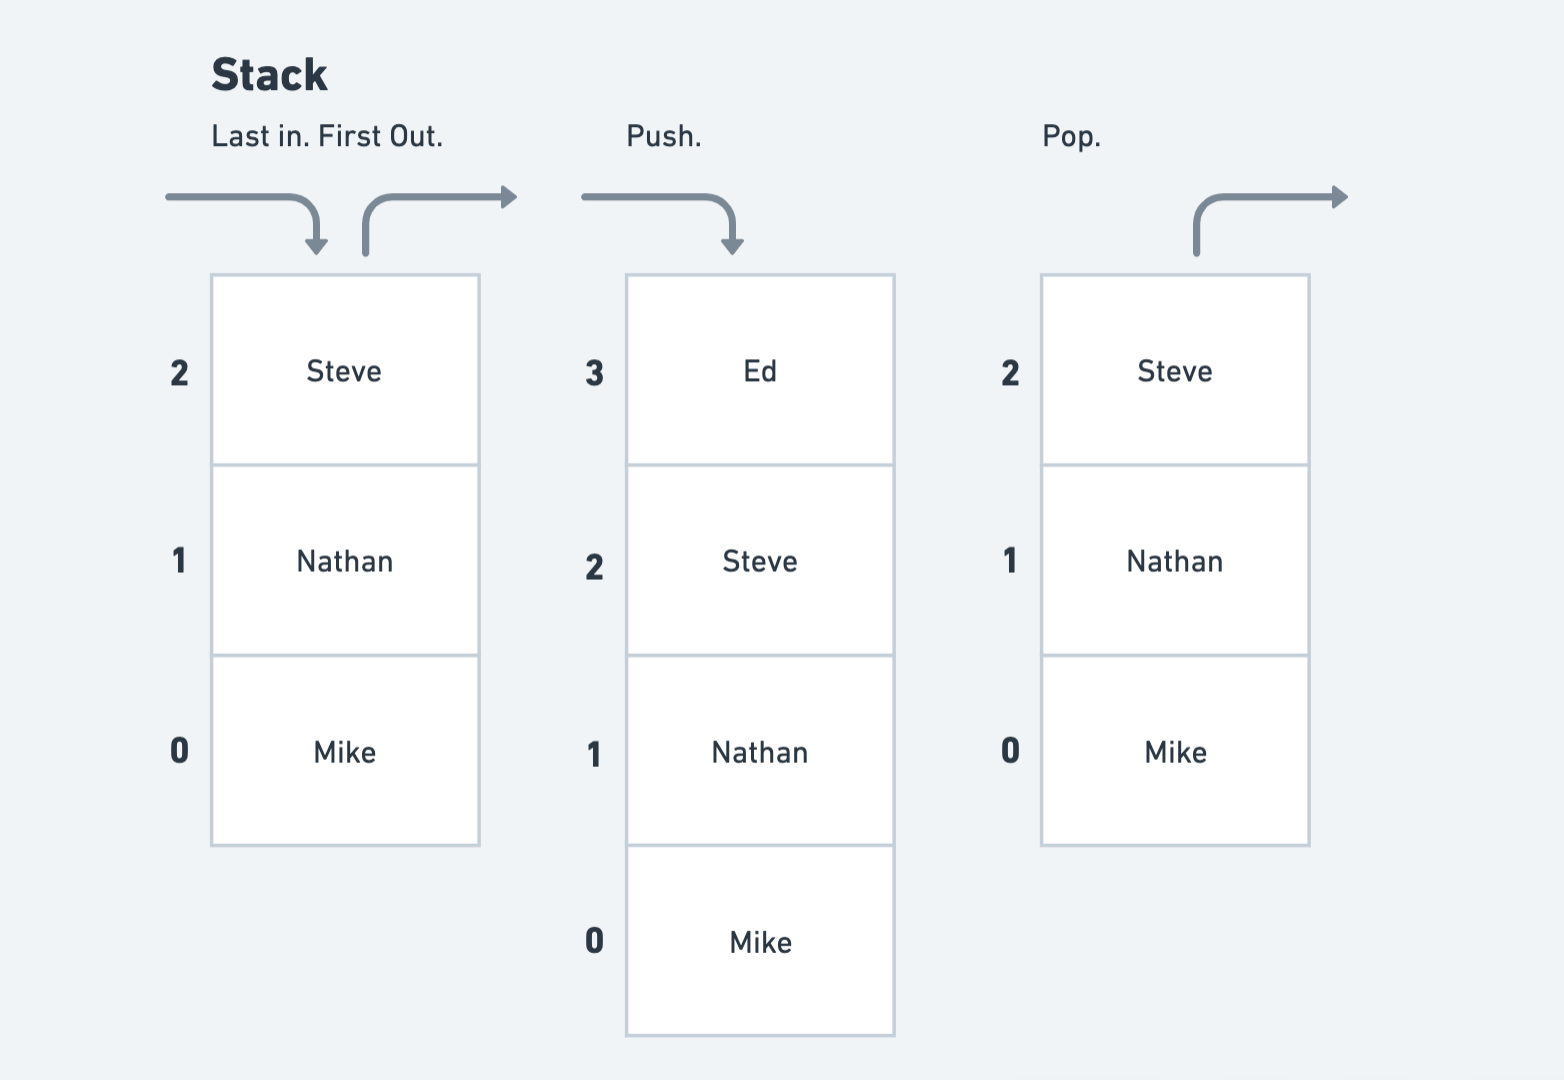 Stack
Last in. First Out.
Push.
Pop.
2 Steve
1 Nathan
0 Mike
3 Ed
2 Steve
1 Nathan
0 Mike
2 Steve
1 Nathan
0 Mike